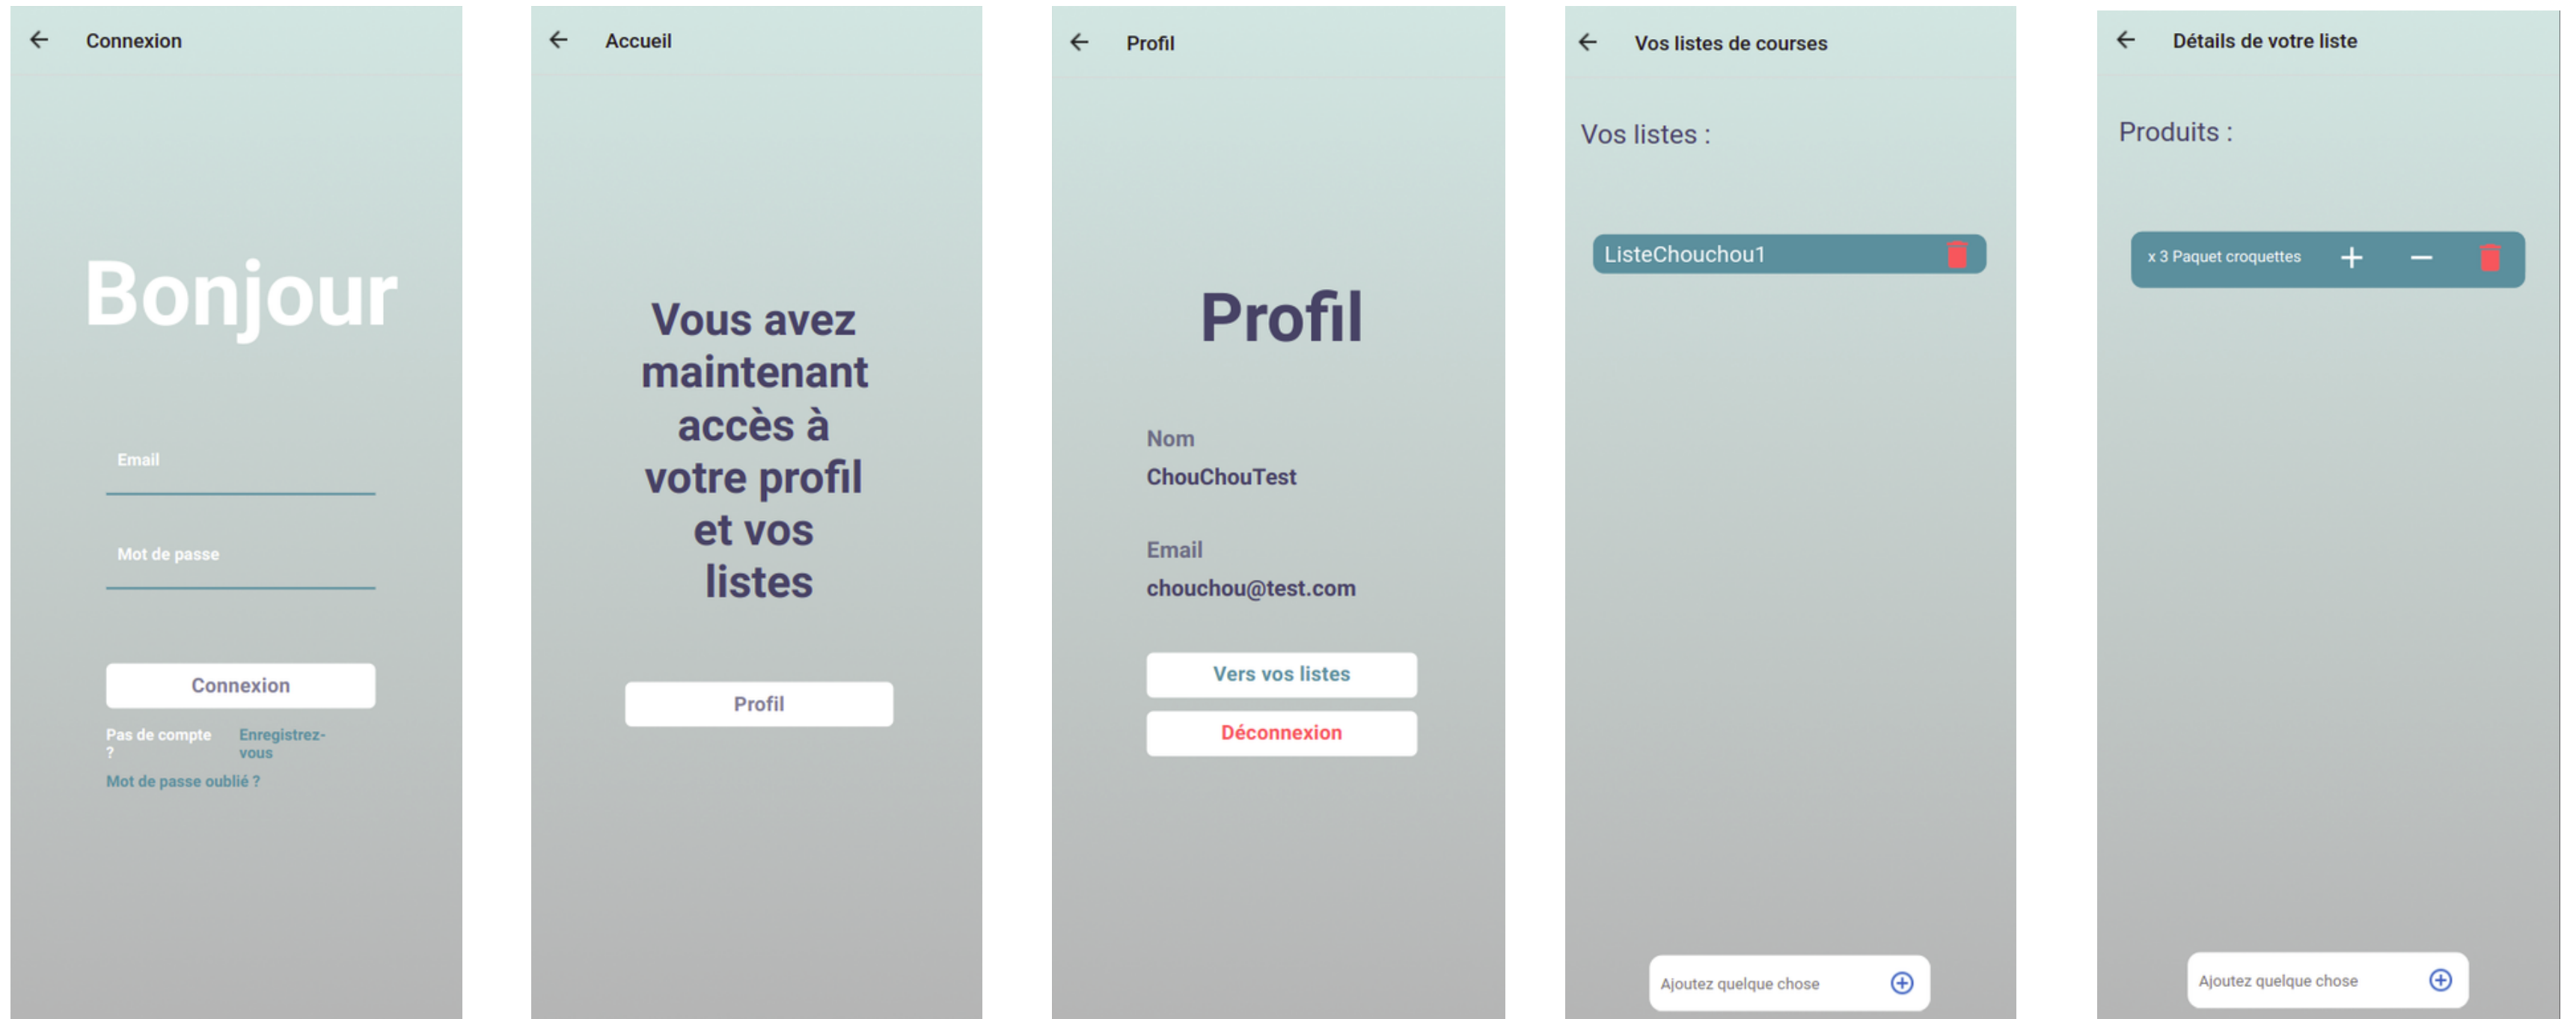 Connexion
Bonjour
Email
Mot de passe
Connexion
Pas de compte
?
Enregistrez-
vous
Mot de passe oublié ?
Accueil
Vous avez
maintenant
accès à
votre profil
et vos
listes
Profil
Profil
Profil
Nom
ChouChouTest
Email
chouchou@test.com
Vers vos listes
Déconnexion
Vos listes de courses
Vos listes :
ListeChouchou1
Ajoutez quelque chose
Détails de votre liste
Produits :
x 3 Paquet croquettes
Ajoutez quelque chose